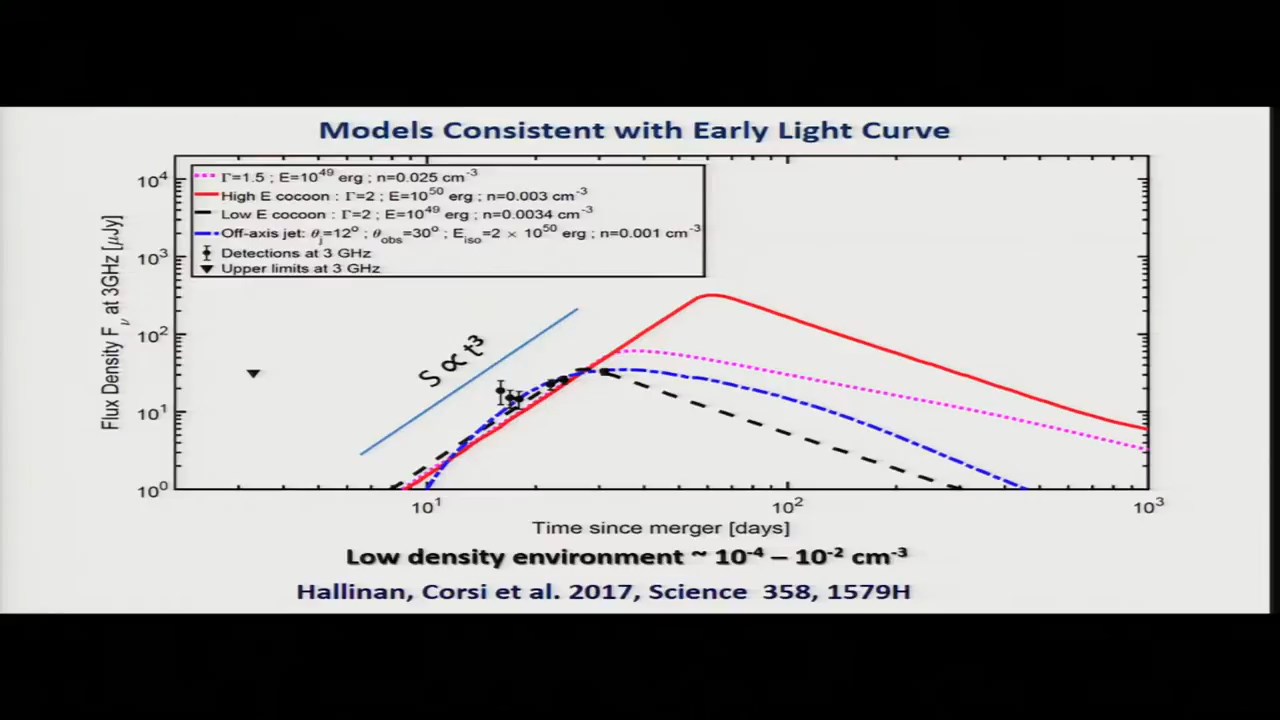 Models Consistent with Early Light Curve
10⁴
10³
10²
10¹
10⁰
Flux Density Fν at 3GHz [μJy]
Γ=1.5 ; E=10⁴⁹ erg ; n=0.025 cm⁻³
High E cocoon : Γ=2 ; E=10⁵⁰ erg ; n=0.003 cm⁻³
Low E cocoon : Γ=2 ; E=10⁴⁹ erg ; n=0.0034 cm⁻³
Off-axis jet: θj=12° ; θobs=30° ; Eiso=2 × 10⁵⁰ erg ; n=0.001 cm⁻³
Detections at 3 GHz
Upper limits at 3 GHz
S ∝ t³
10¹ 10² 10³
Time since merger [days]
Low density environment ~ 10⁻⁴ – 10⁻² cm⁻³
Hallinan, Corsi et al. 2017, Science 358, 1579H